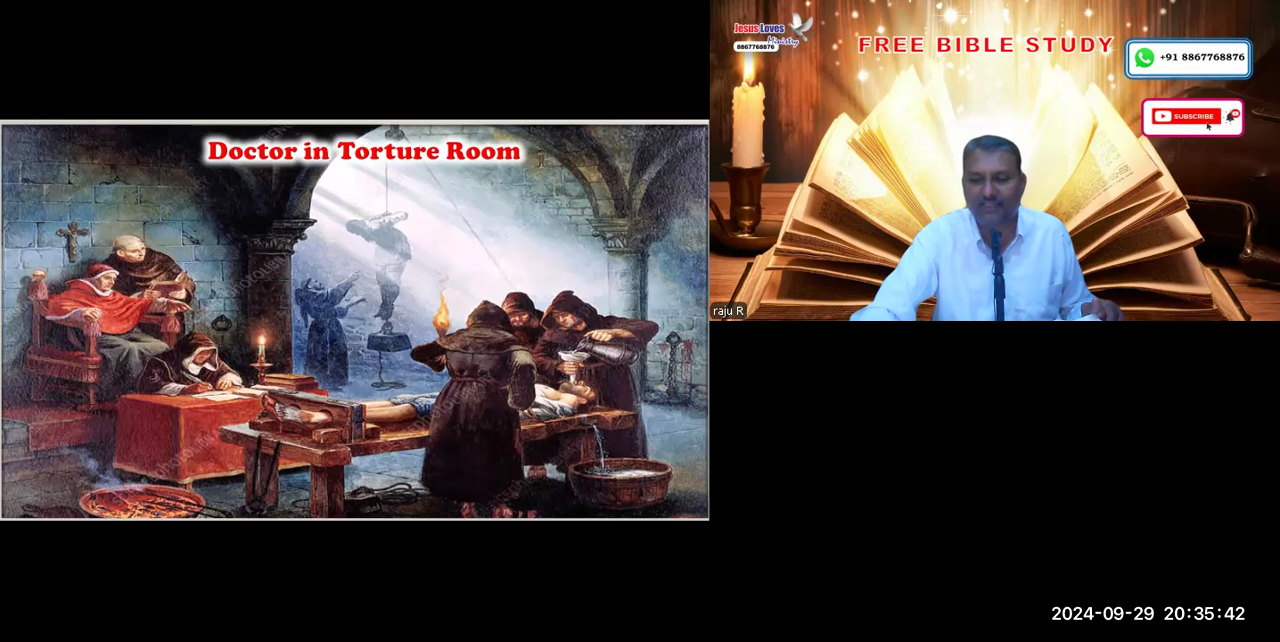 Doctor in Torture Room
Jesus Loves
Ministry
8867768876
FREE BIBLE STUDY
+91 8867768876
SUBSCRIBE
raju R
2024-09-29 20:35:42